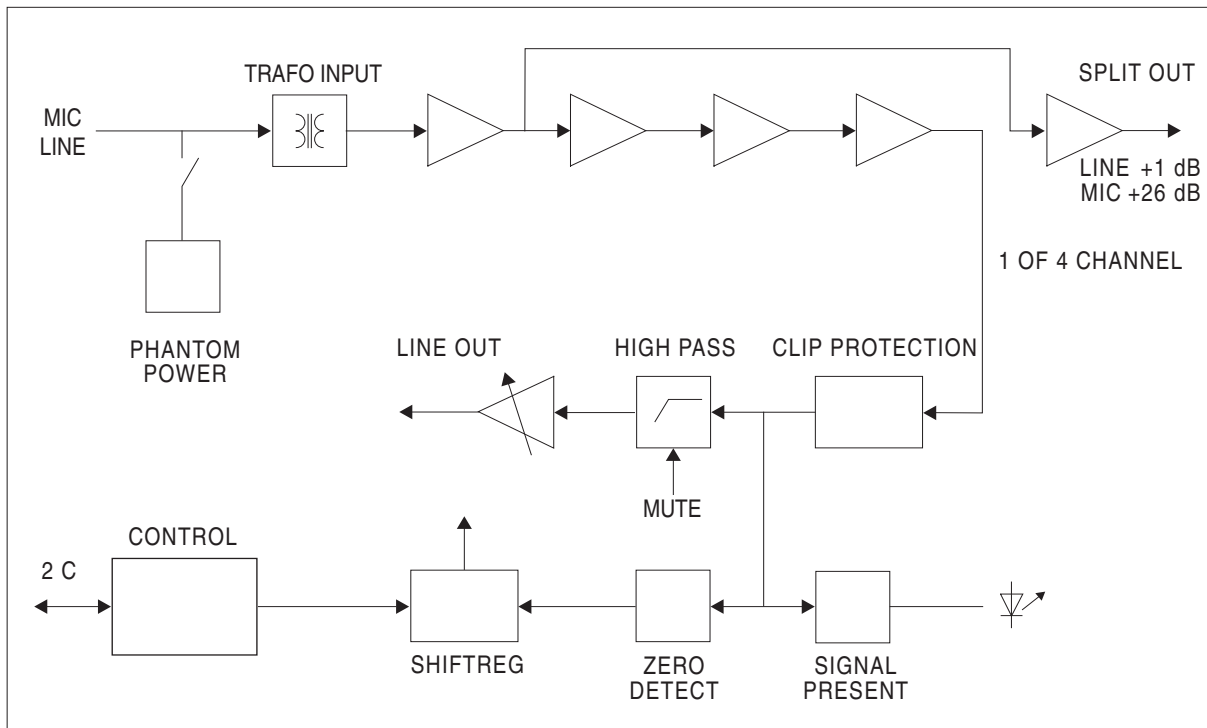 TRAFO INPUT
SPLIT OUT
MIC
LINE
LINE +1 dB
MIC +26 dB
1 OF 4 CHANNEL
PHANTOM
POWER
LINE OUT
HIGH PASS
CLIP PROTECTION
MUTE
CONTROL
2 C
SHIFTREG
ZERO
DETECT
SIGNAL
PRESENT